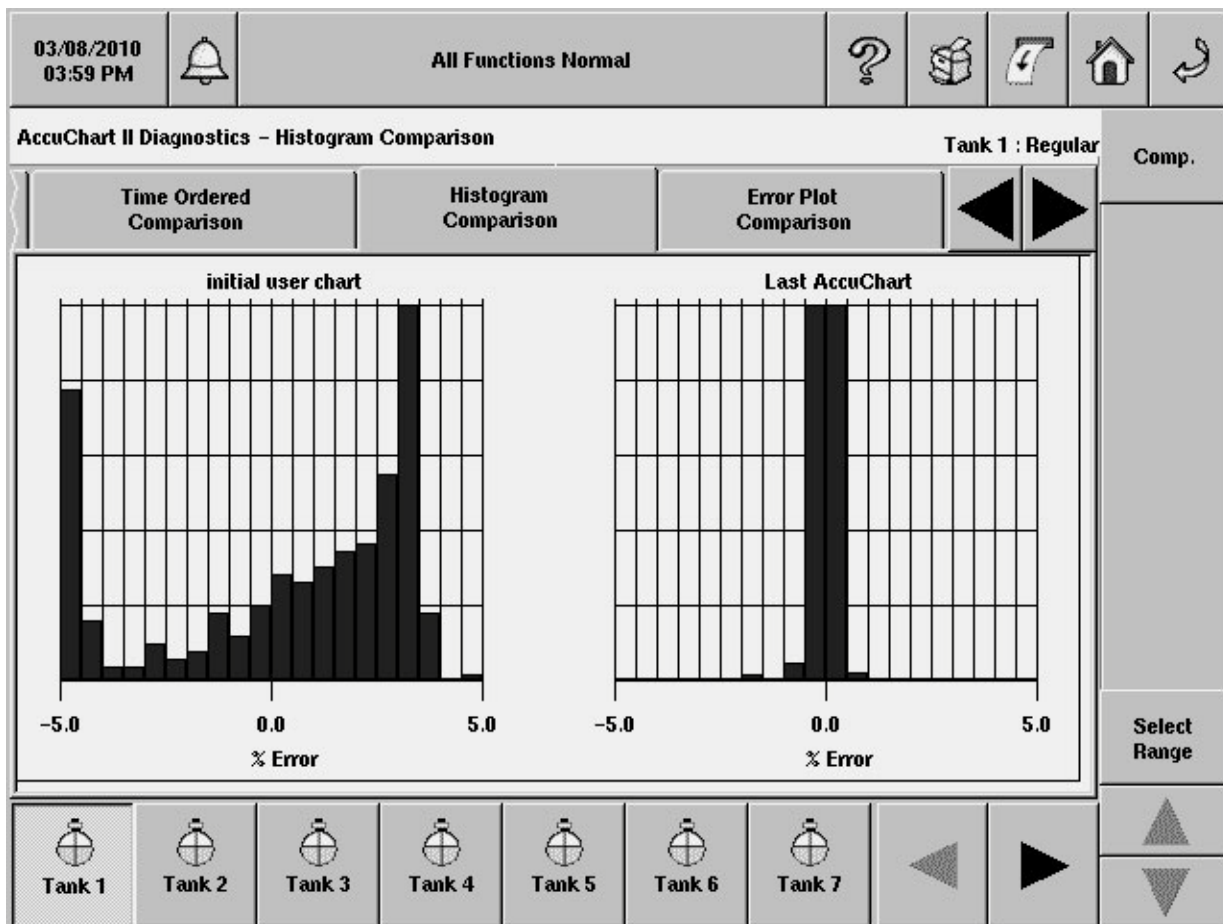 03/08/2010
03:59 PM
All Functions Normal
?
AccuChart II Diagnostics – Histogram Comparison
Tank 1 : Regular
Comp.
Time Ordered
Comparison
Histogram
Comparison
Error Plot
Comparison
initial user chart
Last AccuChart
−5.0
0.0
5.0
−5.0
0.0
5.0
% Error
% Error
Select
Range
Tank 1
Tank 2
Tank 3
Tank 4
Tank 5
Tank 6
Tank 7